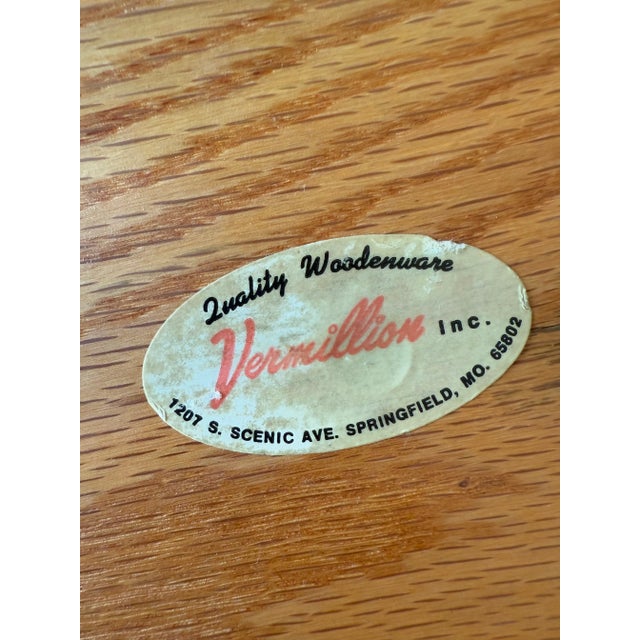 Quality Woodenware
Vermillion Inc.
1207 S. SCENIC AVE. SPRINGFIELD, MO. 65802